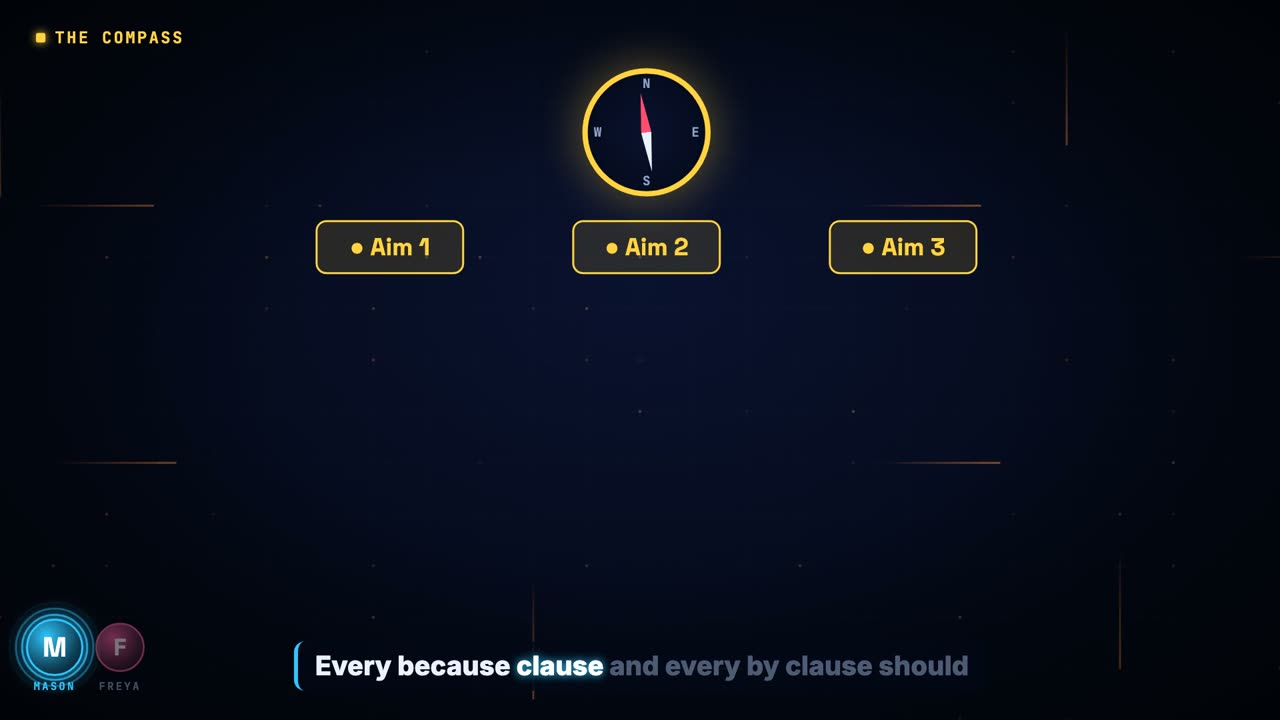 THE COMPASS
N
W E
S
Aim 1 Aim 2 Aim 3
M F
MASON FREYA
Every because clause and every by clause should